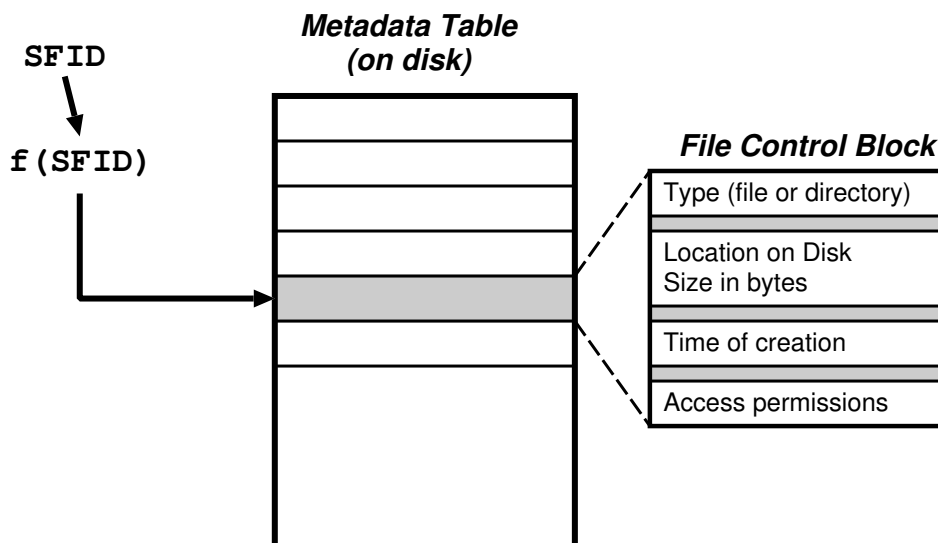 Metadata Table
(on disk)
SFID
f(SFID)
File Control Block
Type (file or directory)
Location on Disk
Size in bytes
Time of creation
Access permissions